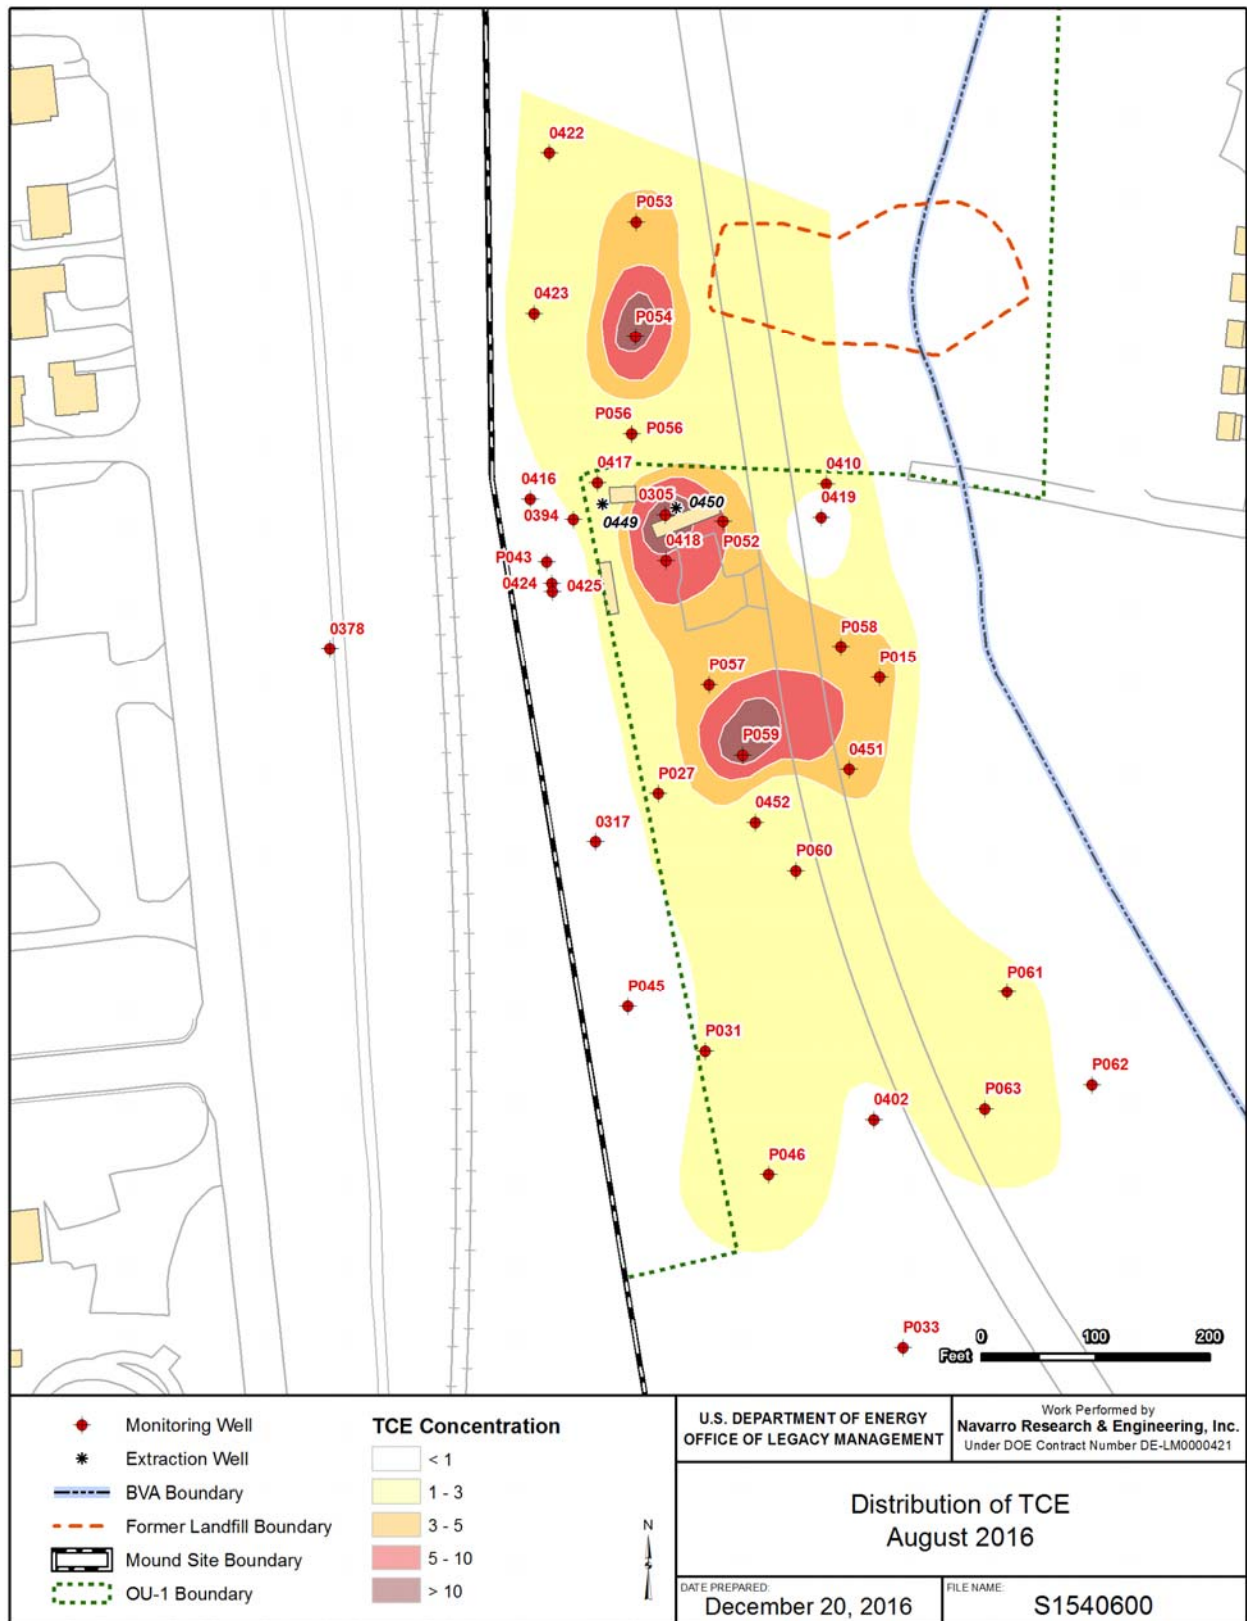 0422
P053
0423
P054
P056
P056
0417
0410
0416
0305
0450
0419
0394
0449
P052
0418
P043
0424
0425
0378
P058
P015
P057
P059
0451
P027
0452
0317
P060
P061
P045
P031
P062
P063
0402
P046
P033
0 100 200
Feet
Monitoring Well
Extraction Well
BVA Boundary
Former Landfill Boundary
Mound Site Boundary
OU-1 Boundary
TCE Concentration
< 1
1 - 3
3 - 5
5 - 10
> 10
N
U.S. DEPARTMENT OF ENERGY
OFFICE OF LEGACY MANAGEMENT
Work Performed by
Navarro Research & Engineering, Inc.
Under DOE Contract Number DE-LM0000421
Distribution of TCE
August 2016
DATE PREPARED:
December 20, 2016
FILE NAME:
S1540600